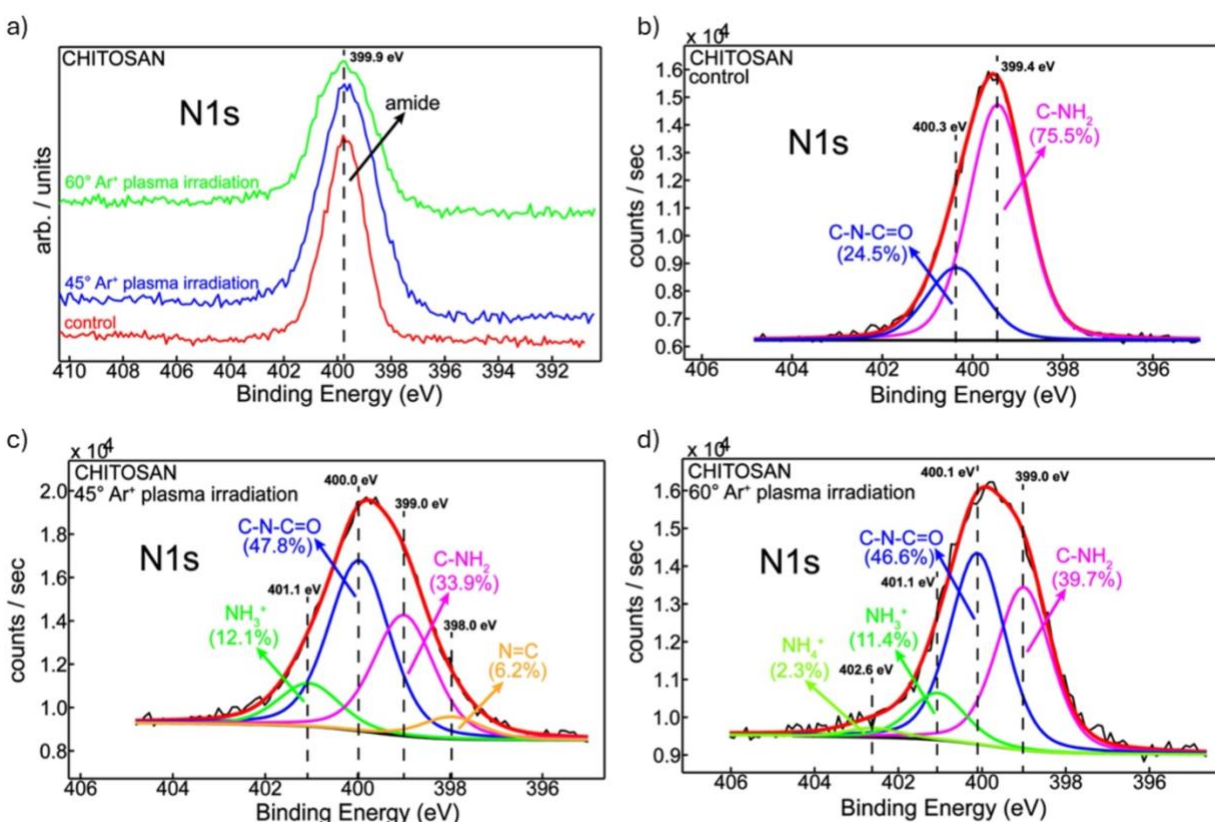 a)
CHITOSAN
N1s
399.9 eV
amide
60° Ar⁺ plasma irradiation
45° Ar⁺ plasma irradiation
control
arb. / units
410 408 406 404 402 400 398 396 394 392
Binding Energy (eV)
b)
x 10⁴
CHITOSAN
control
N1s
399.4 eV
400.3 eV
C-NH₂
(75.5%)
C-N-C=O
(24.5%)
counts / sec
1.6
1.5
1.4
1.3
1.2
1.1
1.0
0.9
0.8
0.7
0.6
406 404 402 400 398 396
Binding Energy (eV)
c)
x 10⁴
CHITOSAN
45° Ar⁺ plasma irradiation
N1s
400.0 eV
399.0 eV
C-N-C=O
(47.8%)
C-NH₂
(33.9%)
401.1 eV
398.0 eV
NH₃⁺
(12.1%)
N=C
(6.2%)
counts / sec
2.0
1.8
1.6
1.4
1.2
1.0
0.8
406 404 402 400 398 396
Binding Energy (eV)
d)
x 10⁴
CHITOSAN
60° Ar⁺ plasma irradiation
N1s
400.1 eV
399.0 eV
C-N-C=O
(46.6%)
C-NH₂
(39.7%)
401.1 eV
NH₃⁺
(11.4%)
NH₄⁺
(2.3%)
402.6 eV
counts / sec
1.6
1.5
1.4
1.3
1.2
1.1
1.0
0.9
406 404 402 400 398 396
Binding Energy (eV)